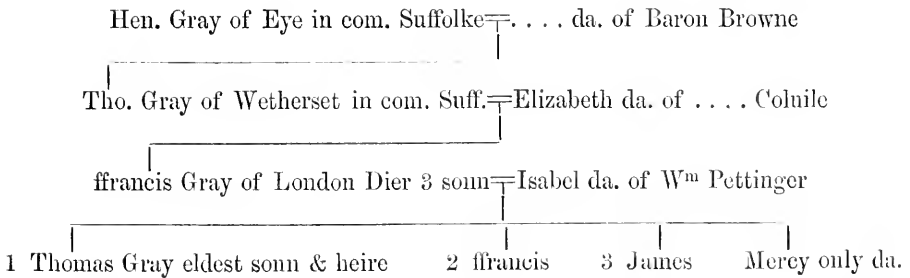 Hen. Gray of Eye in com. Suffolke=. . . . da. of Baron Browne
Tho. Gray of Wetherset in com. Suff.=Elizabeth da. of . . . . Coluile
ffrancis Gray of London Dier 3 sonn=Isabel da. of Wᵐ Pettinger
1 Thomas Gray eldest sonn & heire 2 ffrancis 3 James Mercy only da.